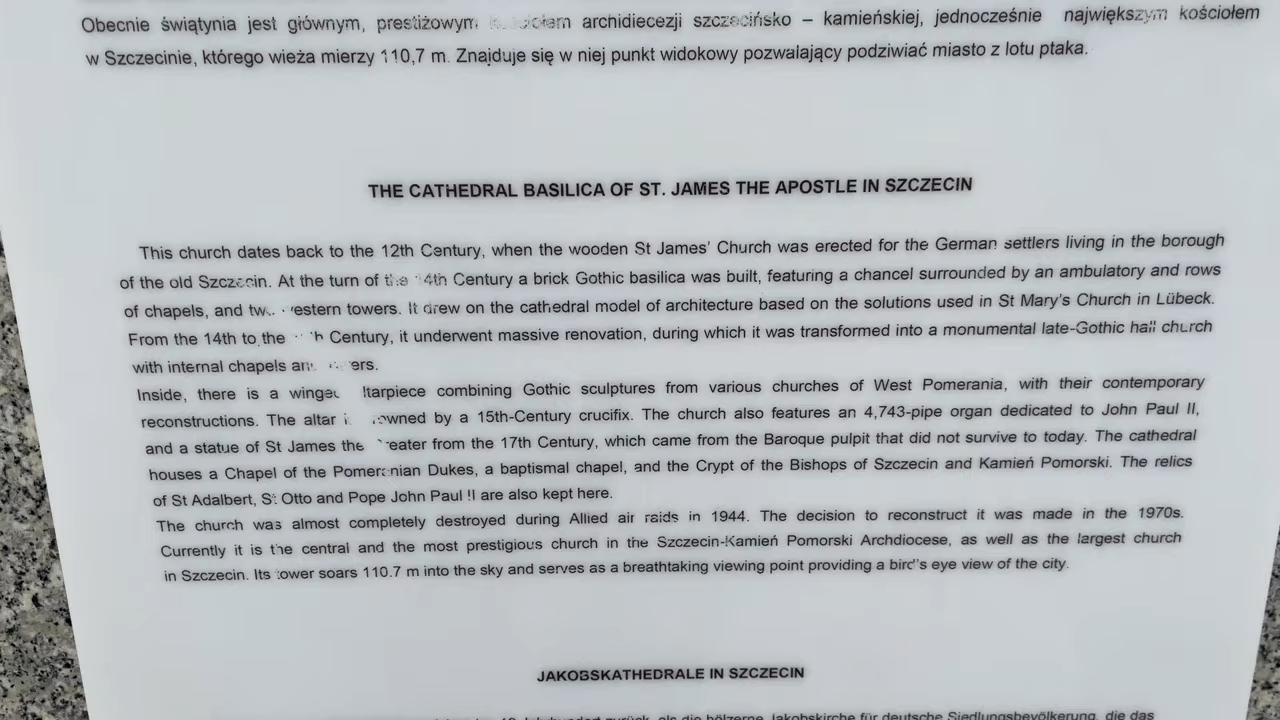 Obecnie świątynia jest głównym, prestiżowym archidiecezji szczecińsko – kamieńskiej, jednocześnie największym kościołem
w Szczecinie, którego wieża mierzy 110,7 m. Znajduje się w niej punkt widokowy pozwalający podziwiać miasto z lotu ptaka.
THE CATHEDRAL BASILICA OF ST. JAMES THE APOSTLE IN SZCZECIN
This church dates back to the 12th Century, when the wooden St James' Church was erected for the German settlers living in the borough
of the old Szczecin. At the turn of the 14th Century a brick Gothic basilica was built, featuring a chancel surrounded by an ambulatory and rows
of chapels, and western towers. It drew on the cathedral model of architecture based on the solutions used in St Mary's Church in Lübeck.
From the 14th to the Century, it underwent massive renovation, during which it was transformed into a monumental late-Gothic hall church
with internal chapels
Inside, there is a winged altarpiece combining Gothic sculptures from various churches of West Pomerania, with their contemporary
reconstructions. The altar crowned by a 15th-Century crucifix. The church also features an 4,743-pipe organ dedicated to John Paul II,
and a statue of St James the Greater from the 17th Century, which came from the Baroque pulpit that did not survive to today. The cathedral
houses a Chapel of the Pomeranian Dukes, a baptismal chapel, and the Crypt of the Bishops of Szczecin and Kamień Pomorski. The relics
of St Adalbert, St Otto and Pope John Paul II are also kept here.
The church was almost completely destroyed during Allied air raids in 1944. The decision to reconstruct it was made in the 1970s.
Currently it is the central and the most prestigious church in the Szczecin-Kamień Pomorski Archdiocese, as well as the largest church
in Szczecin. Its tower soars 110.7 m into the sky and serves as a breathtaking viewing point providing a bird's eye view of the city.
JAKOBSKATHEDRALE IN SZCZECIN
Jahrhundert zurück, als die hölzerne Jakobskirche für deutsche Siedlungsbevölkerung, die das